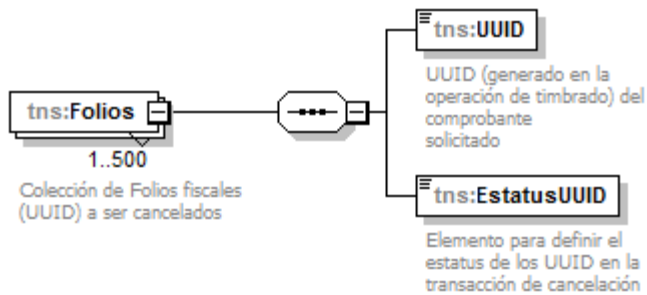 tns:UUID
UUID (generado en la
operación de timbrado) del
comprobante
solicitado
tns:Folios
1..500
Colección de Folios fiscales
(UUID) a ser cancelados
tns:EstatusUUID
Elemento para definir el
estatus de los UUID en la
transacción de cancelación